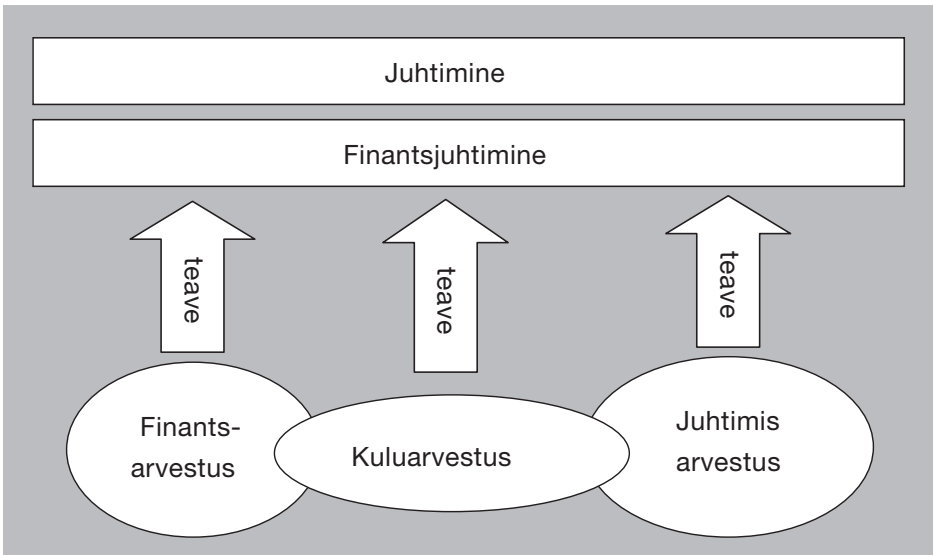 Juhtimine
Finantsjuhtimine
teave
teave
teave
Finants-
arvestus
Kuluarvestus
Juhtimis
arvestus